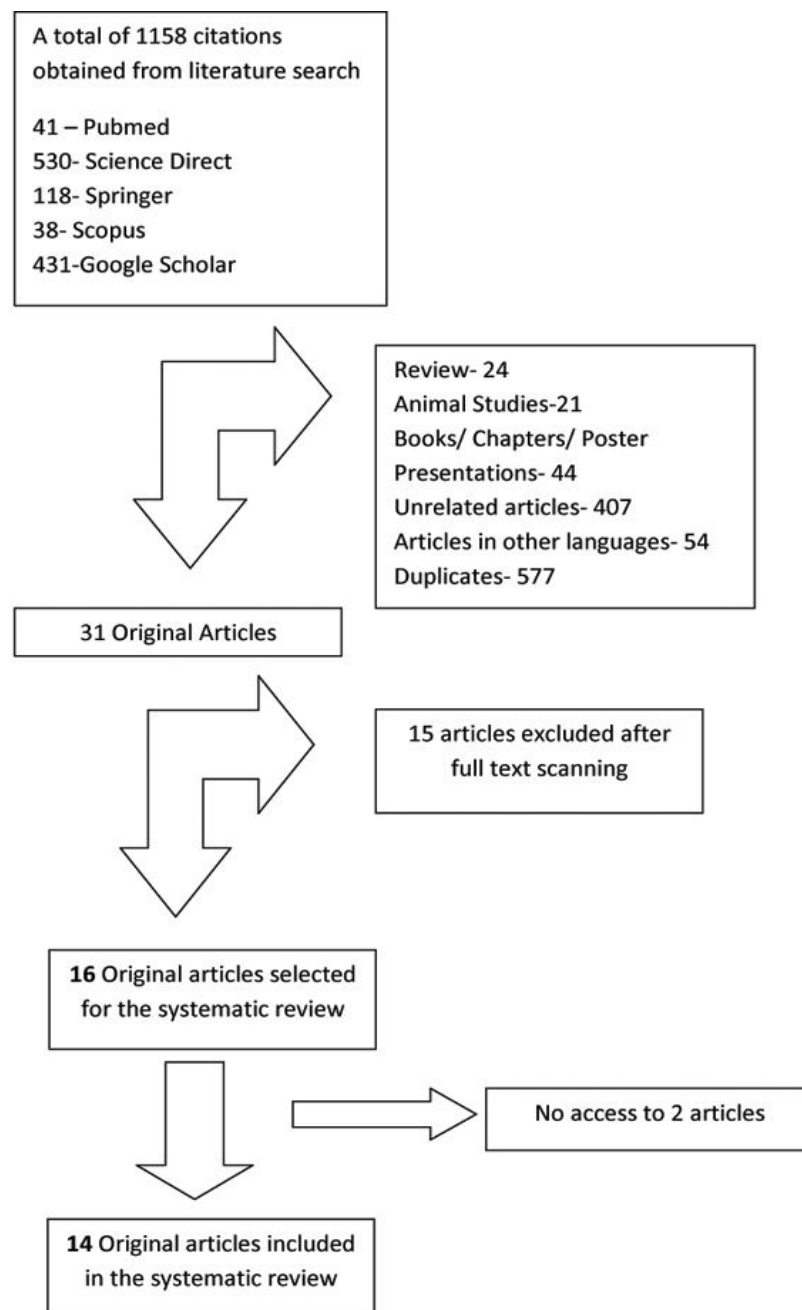 A total of 1158 citations
obtained from literature search
41 – Pubmed
530- Science Direct
118- Springer
38- Scopus
431-Google Scholar
Review- 24
Animal Studies-21
Books/ Chapters/ Poster
Presentations- 44
Unrelated articles- 407
Articles in other languages- 54
Duplicates- 577
31 Original Articles
15 articles excluded after
full text scanning
16 Original articles selected
for the systematic review
No access to 2 articles
14 Original articles included
in the systematic review